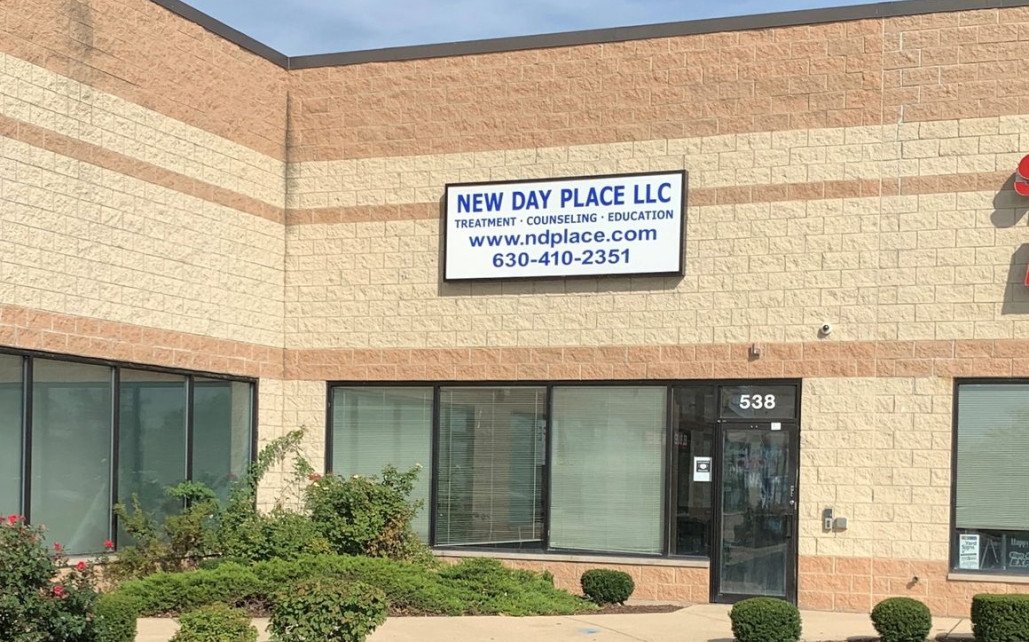 NEW DAY PLACE LLC
TREATMENT · COUNSELING · EDUCATION
www.ndplace.com
630-410-2351
538